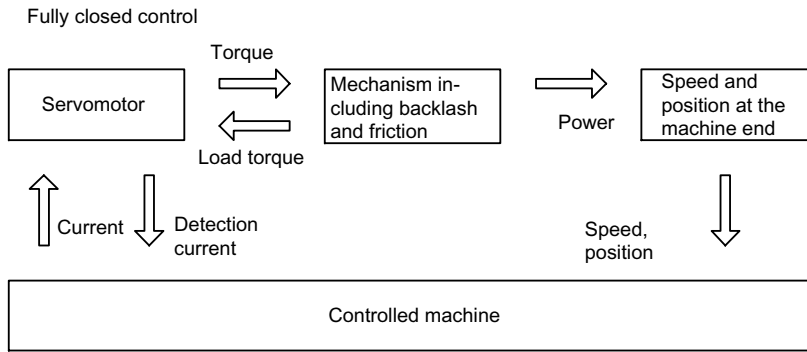 Fully closed control
Torque
Servomotor
Mechanism in-
cluding backlash
and friction
Speed and
position at the
machine end
Load torque
Power
Current
Detection
current
Speed,
position
Controlled machine